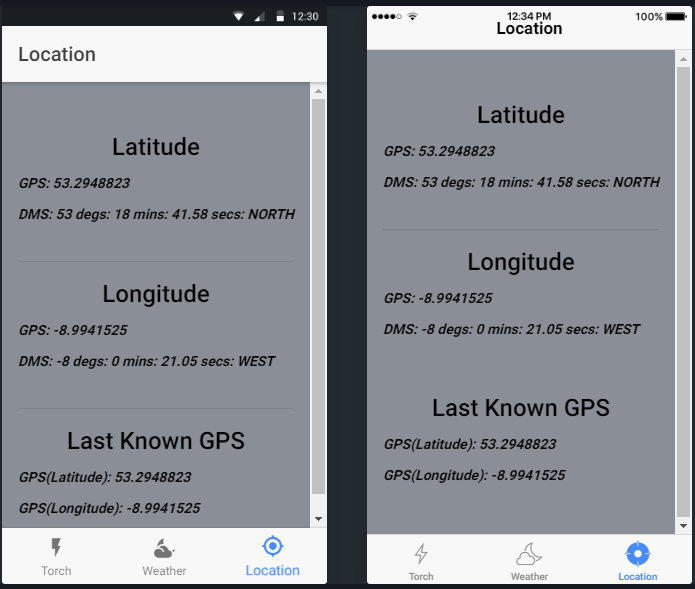 12:30
Location
Latitude
GPS: 53.2948823
DMS: 53 degs: 18 mins: 41.58 secs: NORTH
Longitude
GPS: -8.9941525
DMS: -8 degs: 0 mins: 21.05 secs: WEST
Last Known GPS
GPS(Latitude): 53.2948823
GPS(Longitude): -8.9941525
Torch Weather Location
12:34 PM 100%
Location
Latitude
GPS: 53.2948823
DMS: 53 degs: 18 mins: 41.58 secs: NORTH
Longitude
GPS: -8.9941525
DMS: -8 degs: 0 mins: 21.05 secs: WEST
Last Known GPS
GPS(Latitude): 53.2948823
GPS(Longitude): -8.9941525
Torch Weather Location